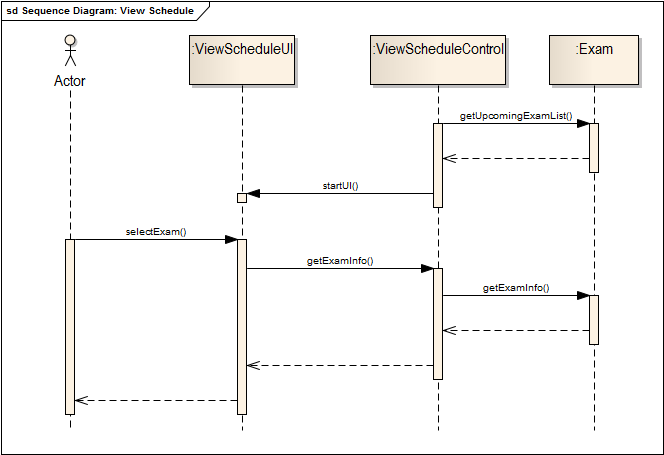 sd Sequence Diagram: View Schedule
:ViewScheduleUI
:ViewScheduleControl
:Exam
Actor
getUpcomingExamList()
startUI()
selectExam()
getExamInfo()
getExamInfo()